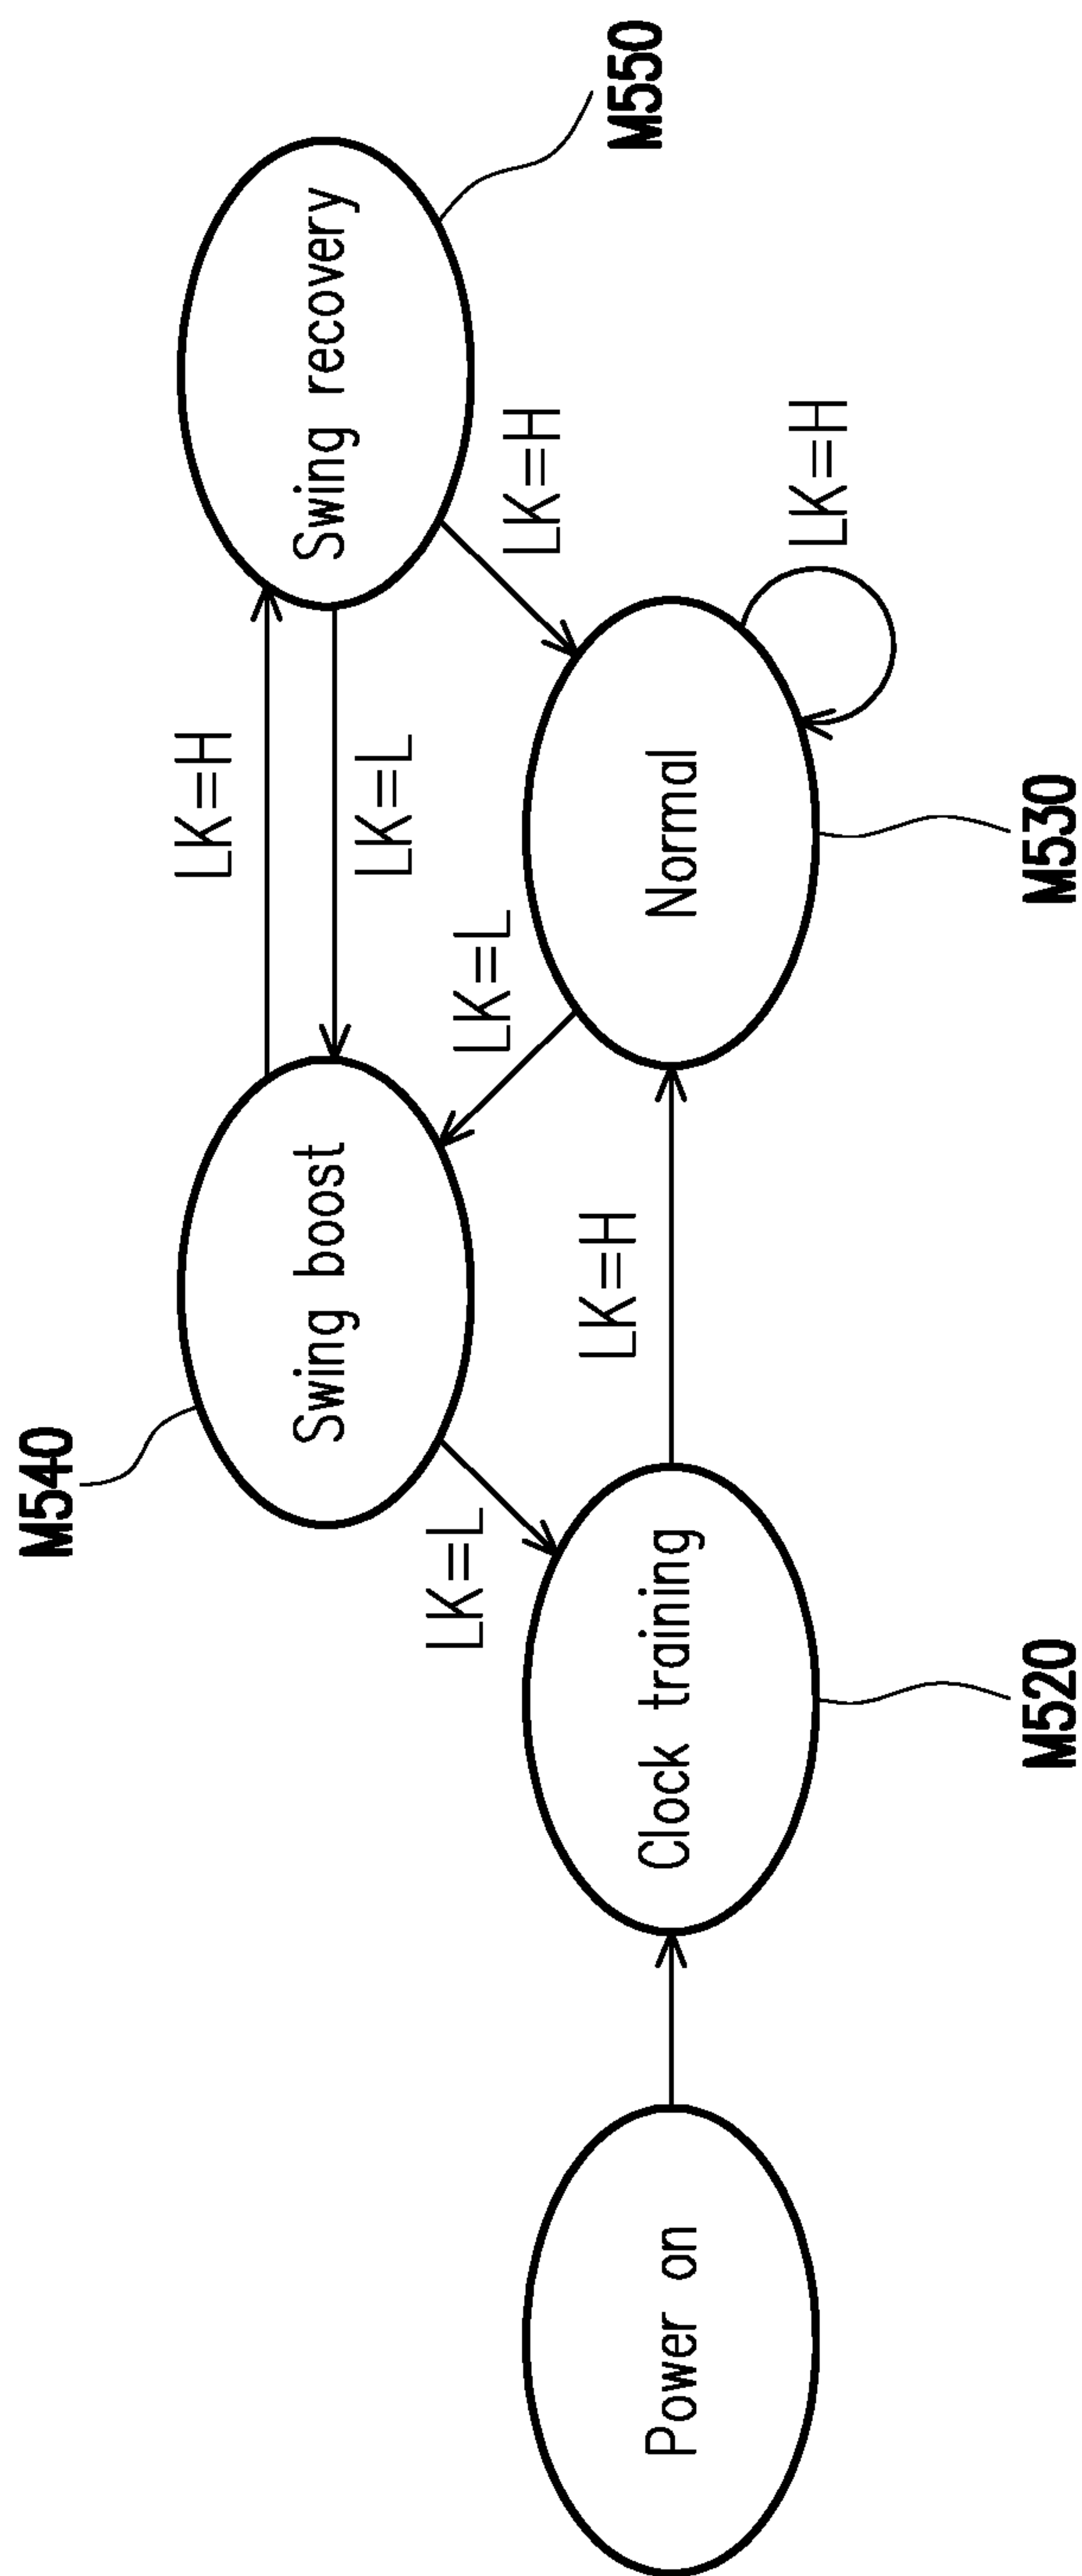 M540
M550
LK=H
Swing boost
Swing recovery
LK=L
LK=L
LK=L
LK=H
LK=H
Power on
Clock training
Normal
LK=H
M520
M530